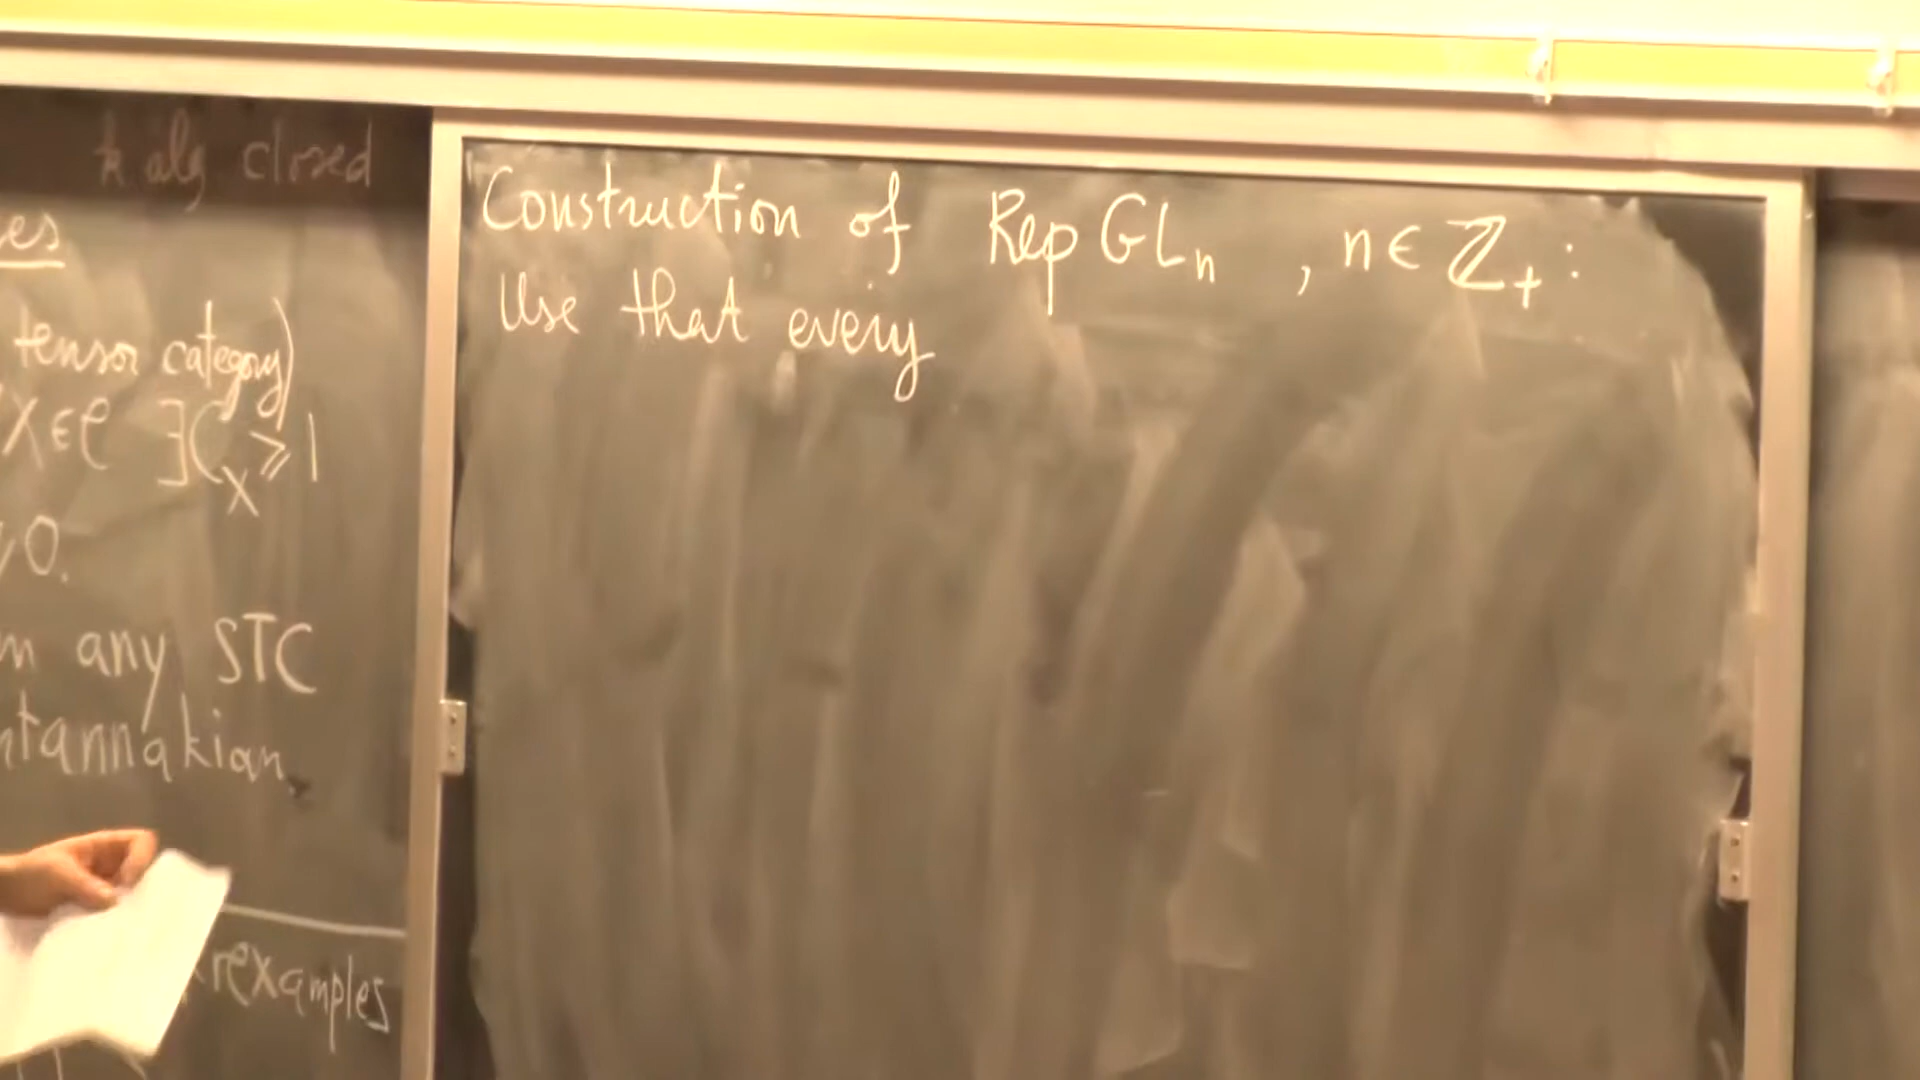 k alg closed
es
tensor category)
X∈C ∃C_X ≥ 1
0.
any STC
ntannakian.
rexamples
Construction of Rep GL_n , n ∈ ℤ_+ :
Use that every